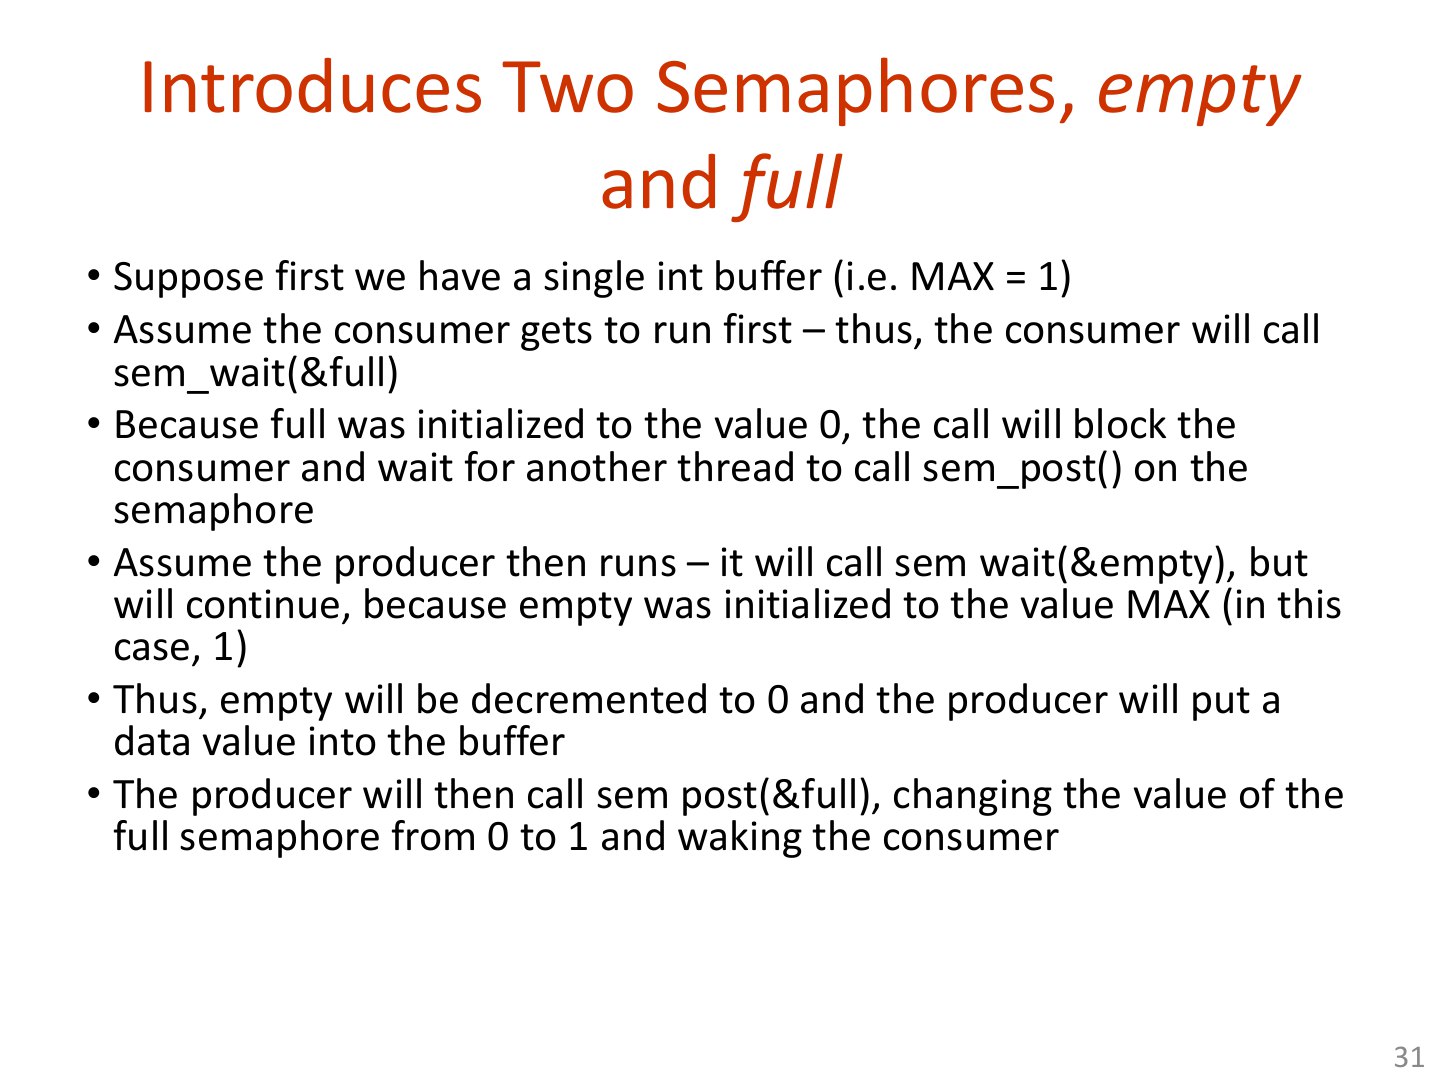 Introduces Two Semaphores, empty
and full
• Suppose first we have a single int buffer (i.e. MAX = 1)
• Assume the consumer gets to run first – thus, the consumer will call
sem_wait(&full)
• Because full was initialized to the value 0, the call will block the
consumer and wait for another thread to call sem_post() on the
semaphore
• Assume the producer then runs – it will call sem wait(&empty), but
will continue, because empty was initialized to the value MAX (in this
case, 1)
• Thus, empty will be decremented to 0 and the producer will put a
data value into the buffer
• The producer will then call sem post(&full), changing the value of the
full semaphore from 0 to 1 and waking the consumer
31